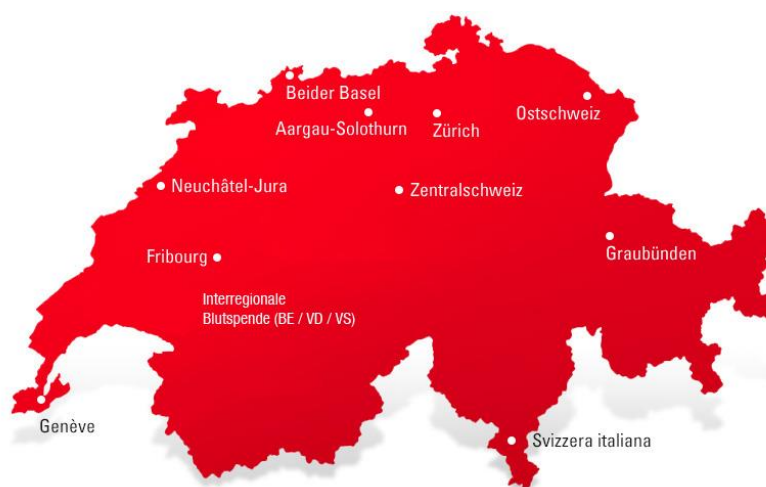 Beider Basel
Aargau-Solothurn
Zürich
Ostschweiz
Neuchâtel-Jura
Zentralschweiz
Fribourg
Graubünden
Interregionale
Blutspende (BE / VD / VS)
Genève
Svizzera italiana